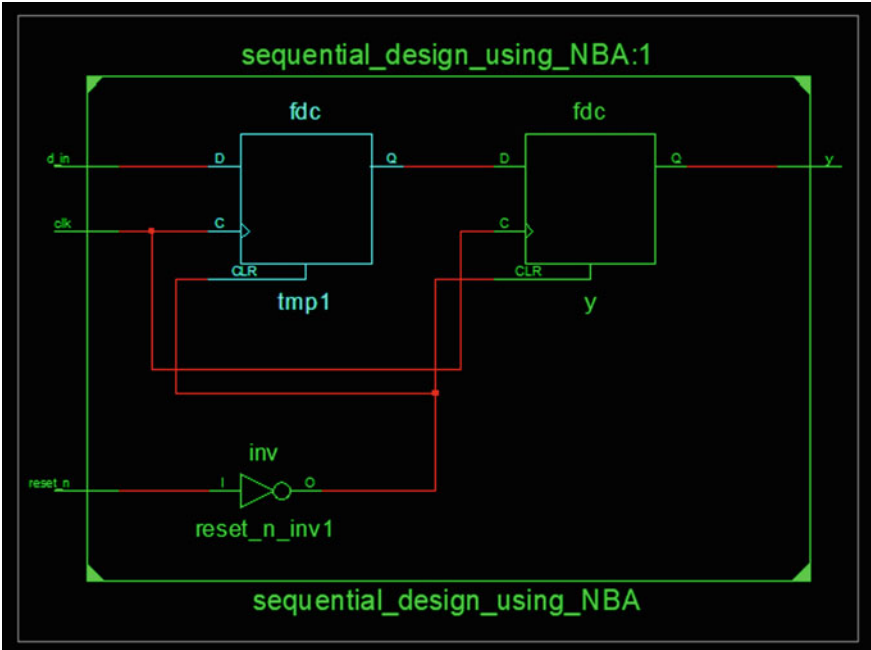 sequential_design_using_NBA:1
fdc fdc
d_in D Q D Q y
clk C C
CLR CLR
tmp1 y
inv
reset_n I O
reset_n_inv1
sequential_design_using_NBA